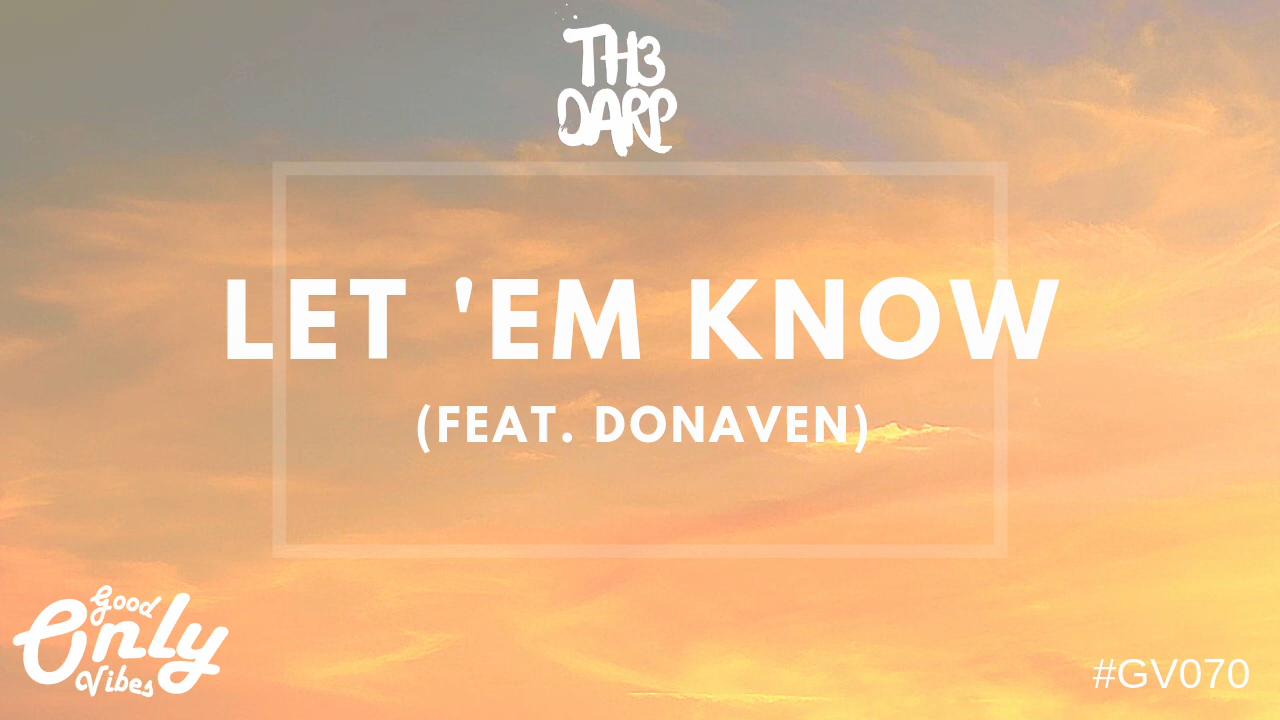 TH3
DARP
LET 'EM KNOW
(FEAT. DONAVEN)
Good
Only
Vibes
#GV070